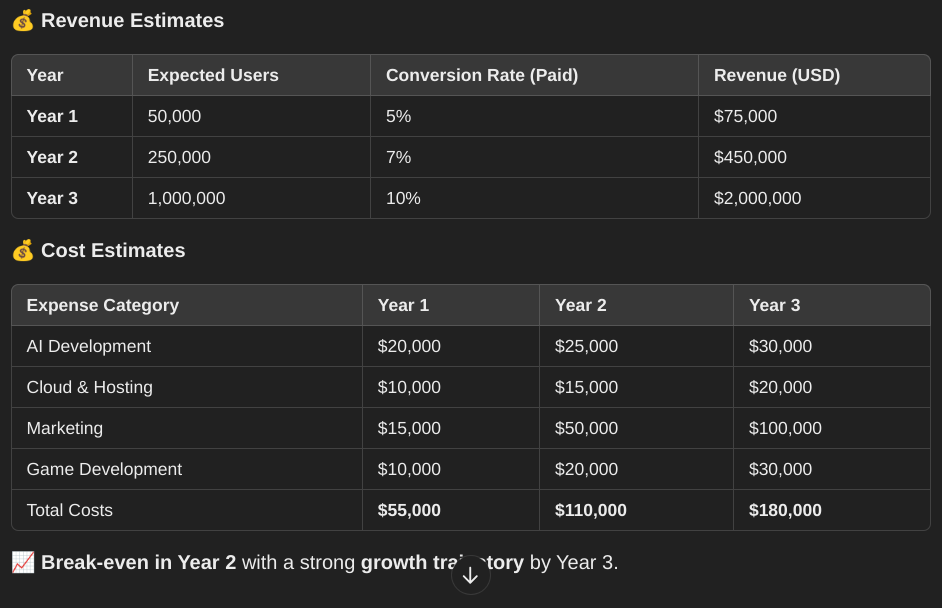 💰 Revenue Estimates
Year Expected Users Conversion Rate (Paid) Revenue (USD)
Year 1 50,000 5% $75,000
Year 2 250,000 7% $450,000
Year 3 1,000,000 10% $2,000,000
💰 Cost Estimates
Expense Category Year 1 Year 2 Year 3
AI Development $20,000 $25,000 $30,000
Cloud & Hosting $10,000 $15,000 $20,000
Marketing $15,000 $50,000 $100,000
Game Development $10,000 $20,000 $30,000
Total Costs $55,000 $110,000 $180,000
📈 Break-even in Year 2 with a strong growth trajectory by Year 3.